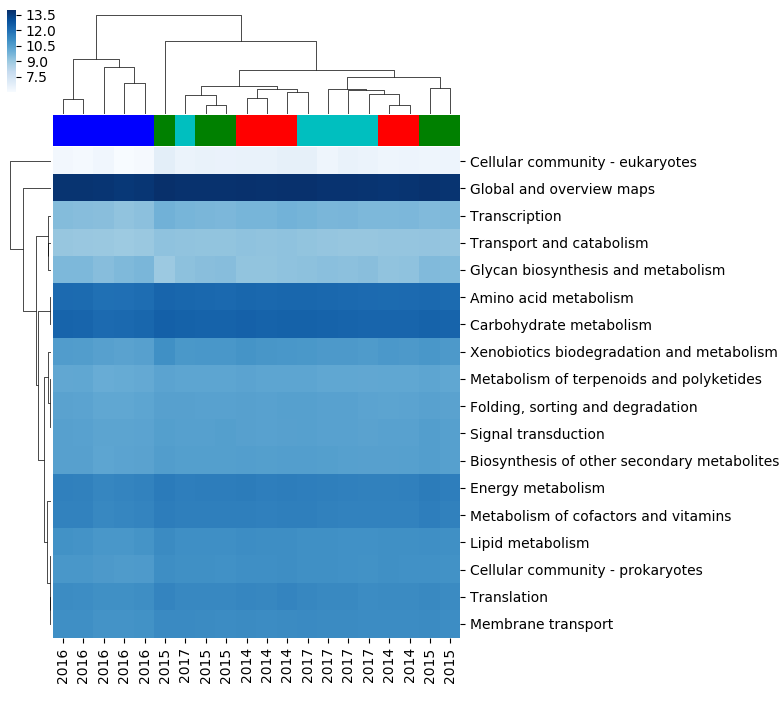 13.5
12.0
10.5
9.0
7.5
Cellular community - eukaryotes
Global and overview maps
Transcription
Transport and catabolism
Glycan biosynthesis and metabolism
Amino acid metabolism
Carbohydrate metabolism
Xenobiotics biodegradation and metabolism
Metabolism of terpenoids and polyketides
Folding, sorting and degradation
Signal transduction
Biosynthesis of other secondary metabolites
Energy metabolism
Metabolism of cofactors and vitamins
Lipid metabolism
Cellular community - prokaryotes
Translation
Membrane transport
2016
2016
2016
2016
2016
2015
2017
2015
2015
2014
2014
2014
2017
2017
2017
2017
2014
2014
2015
2015